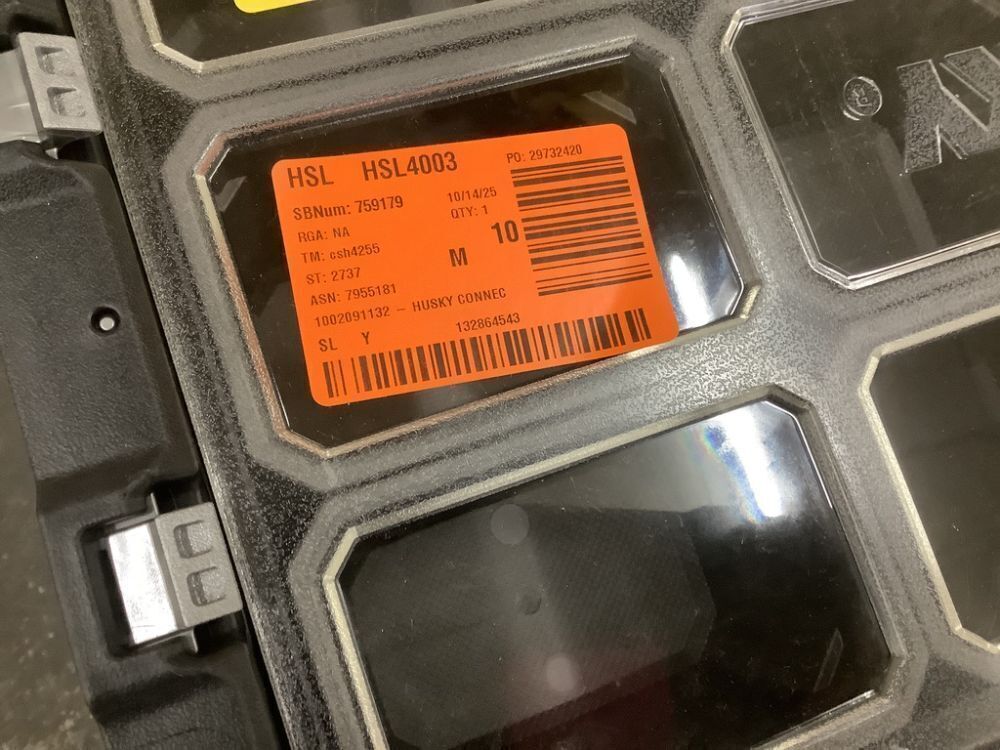 HSL HSL4003 PO: 29732420
SBNum: 759179 10/14/25
RGA: NA QTY: 1
TM: csh4255 M 10
ST: 2737
ASN: 7955181
1002091132 - HUSKY CONNEC
SL Y 132864543